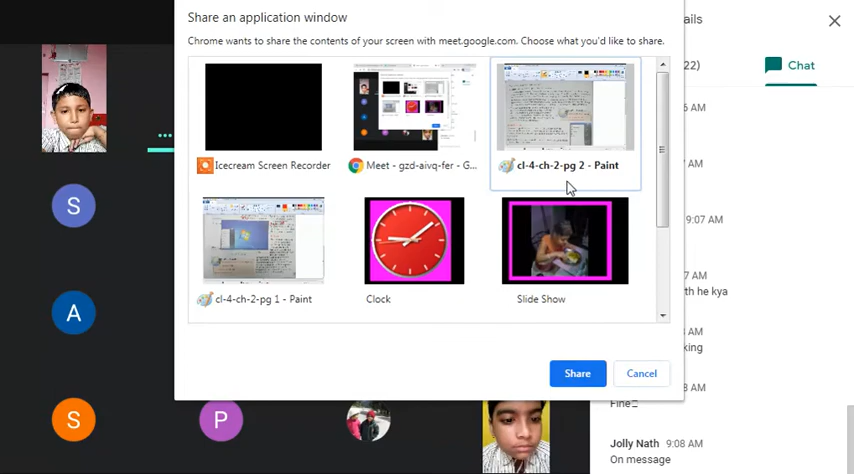 Share an application window
Chrome wants to share the contents of your screen with meet.google.com. Choose what you'd like to share.
Icecream Screen Recorder
Meet - gzd-aivq-fer - G...
cl-4-ch-2-pg 2 - Paint
cl-4-ch-2-pg 1 - Paint
Clock
Slide Show
Share
Cancel
S
A
S
P
ails
22)
Chat
AM
AM
9:07 AM
7 AM
th he kya
AM
king
AM
Fine
Jolly Nath 9:08 AM
On message